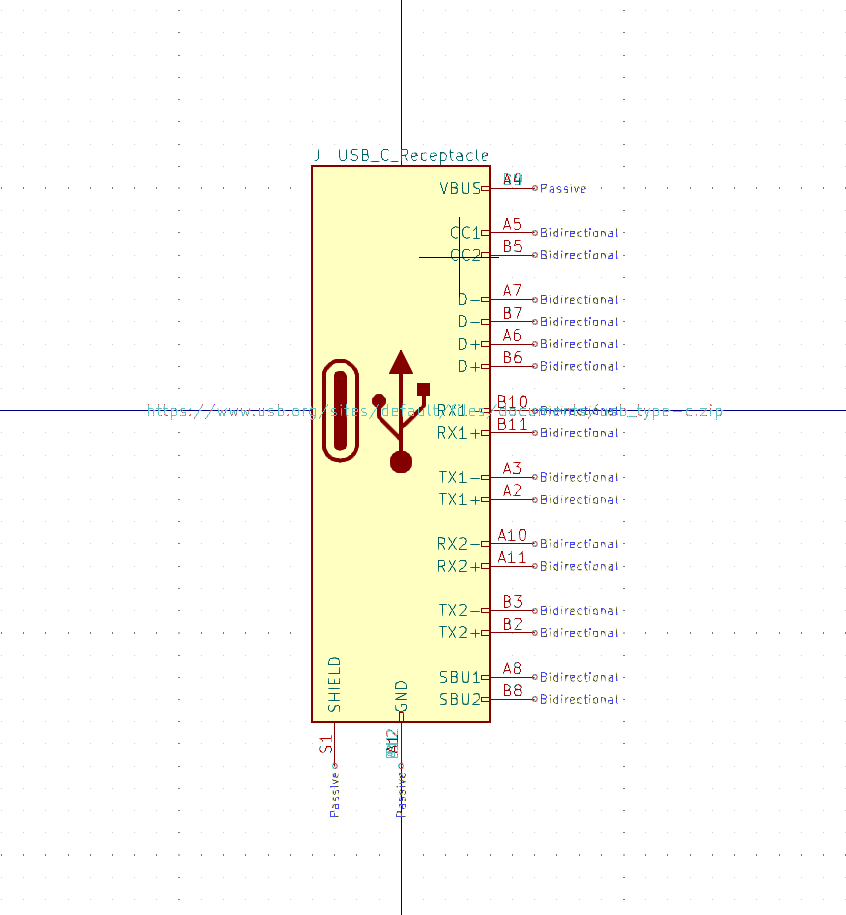 J USB_C_Receptacle
VBUS A4 Passive
CC1 A5 Bidirectional
CC2 B5 Bidirectional
D- A7 Bidirectional
D- B7 Bidirectional
D+ A6 Bidirectional
D+ B6 Bidirectional
RX1- B10 Bidirectional
https://www.usb.org/sites/default/files/documents/usb_type-c.zip
RX1+ B11 Bidirectional
TX1- A3 Bidirectional
TX1+ A2 Bidirectional
RX2- A10 Bidirectional
RX2+ A11 Bidirectional
TX2- B3 Bidirectional
TX2+ B2 Bidirectional
SBU1 A8 Bidirectional
SBU2 B8 Bidirectional
SHIELD
GND
S1
Passive
Passive